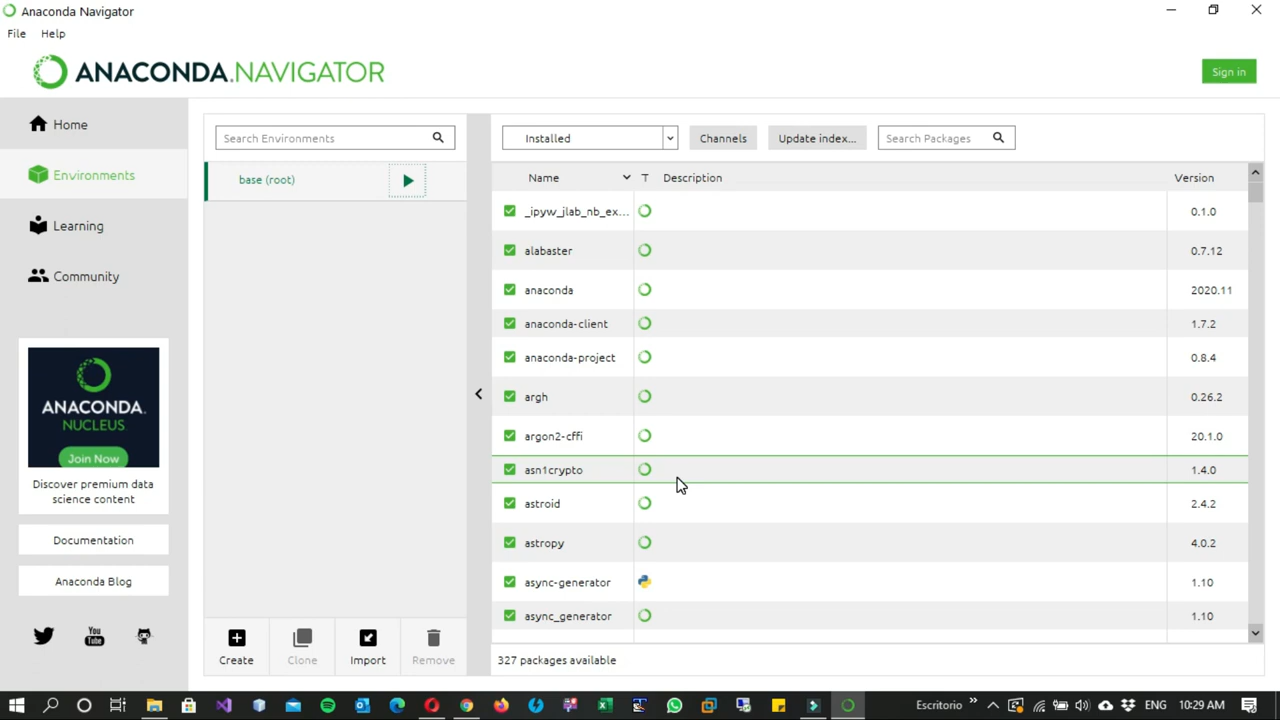 Anaconda Navigator
File Help
ANACONDA.NAVIGATOR
Sign in
Home
Environments
Learning
Community
ANACONDA.
NUCLEUS
Join Now
Discover premium data
science content
Documentation
Anaconda Blog
You
Tube
Search Environments
base (root)
Create
Clone
Import
Remove
Installed
Channels
Update index...
Search Packages
Name T Description Version
_ipyw_jlab_nb_ex... 0.1.0
alabaster 0.7.12
anaconda 2020.11
anaconda-client 1.7.2
anaconda-project 0.8.4
argh 0.26.2
argon2-cffi 20.1.0
asn1crypto 1.4.0
astroid 2.4.2
astropy 4.0.2
async-generator 1.10
async_generator 1.10
327 packages available
Escritorio
ENG
10:29 AM